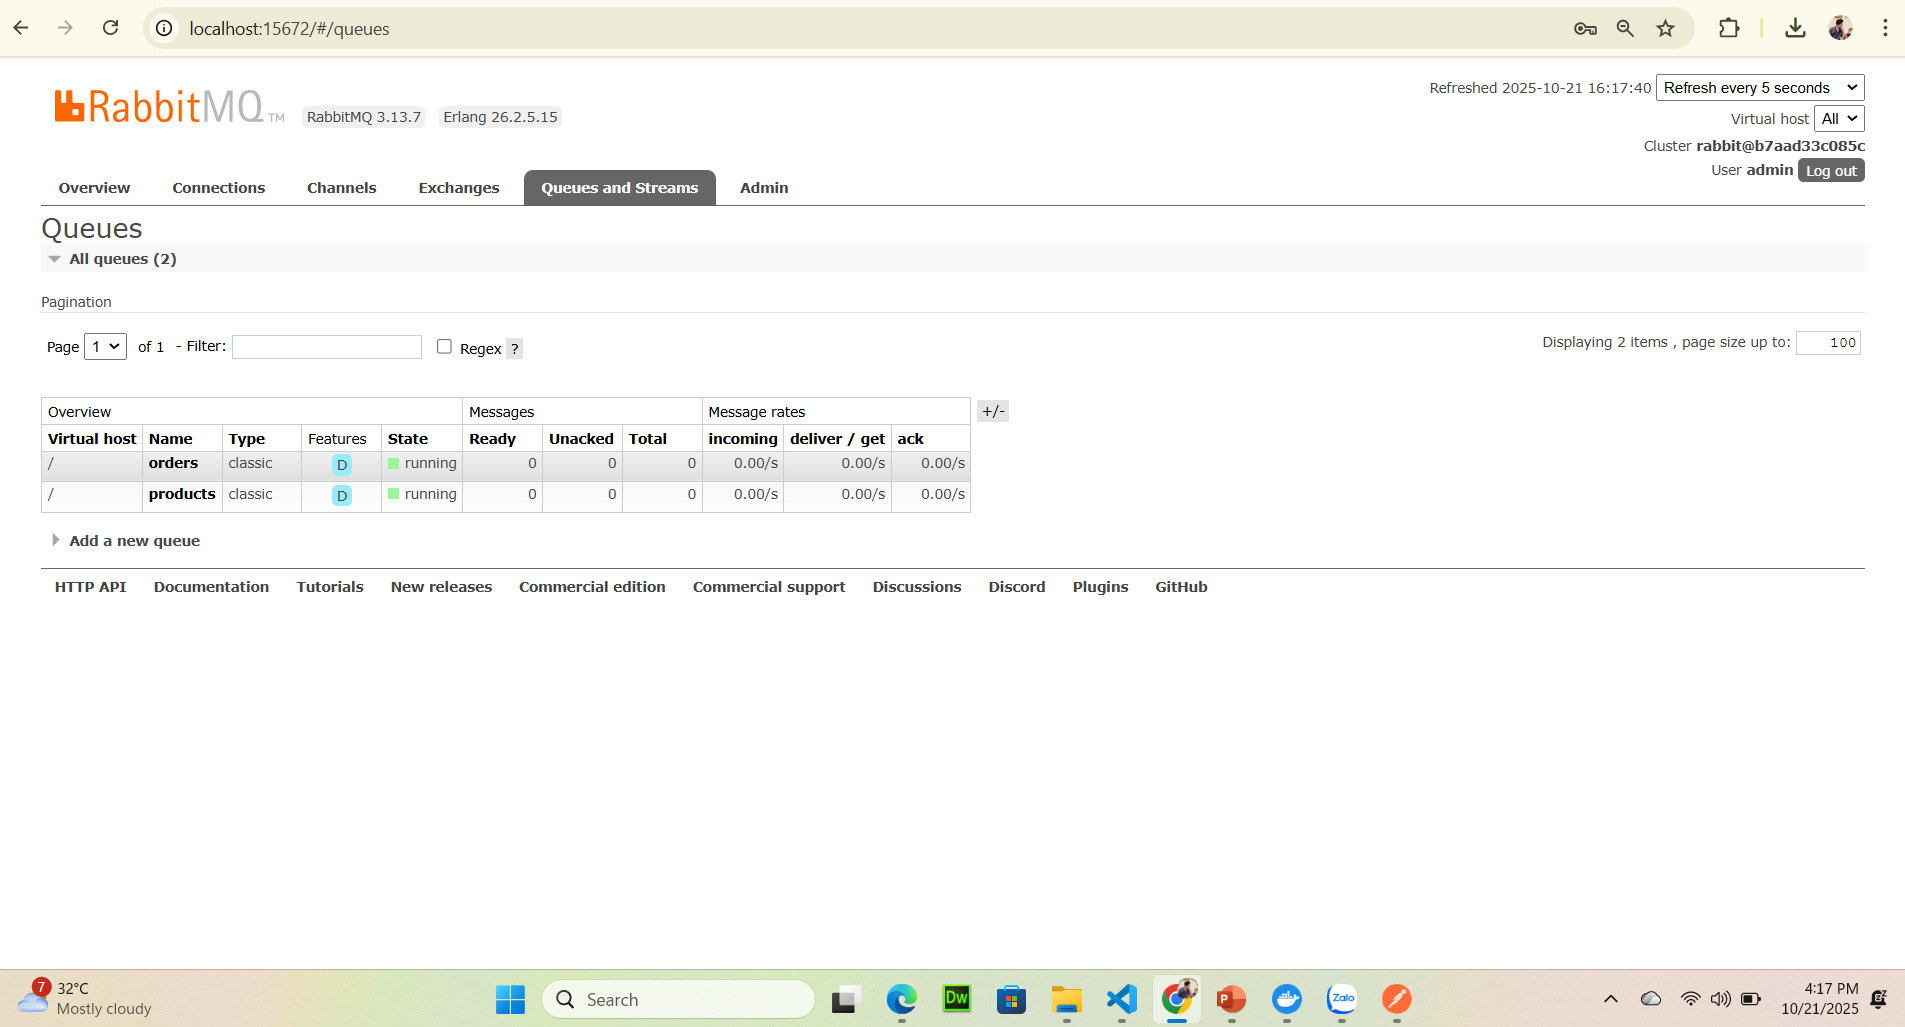 localhost:15672/#/queues
RabbitMQ TM
RabbitMQ 3.13.7 Erlang 26.2.5.15
Refreshed 2025-10-21 16:17:40 Refresh every 5 seconds
Virtual host All
Cluster rabbit@b7aad33c085c
User admin Log out
Overview Connections Channels Exchanges Queues and Streams Admin
Queues
All queues (2)
Pagination
Page 1 of 1 - Filter: Regex ?
Displaying 2 items , page size up to: 100
Overview Messages Message rates +/-
Virtual host Name Type Features State Ready Unacked Total incoming deliver / get ack
/ orders classic D running 0 0 0 0.00/s 0.00/s 0.00/s
/ products classic D running 0 0 0 0.00/s 0.00/s 0.00/s
Add a new queue
HTTP API Documentation Tutorials New releases Commercial edition Commercial support Discussions Discord Plugins GitHub
7
32°C
Mostly cloudy
Search
Dw
P
Zalo
4:17 PM
10/21/2025